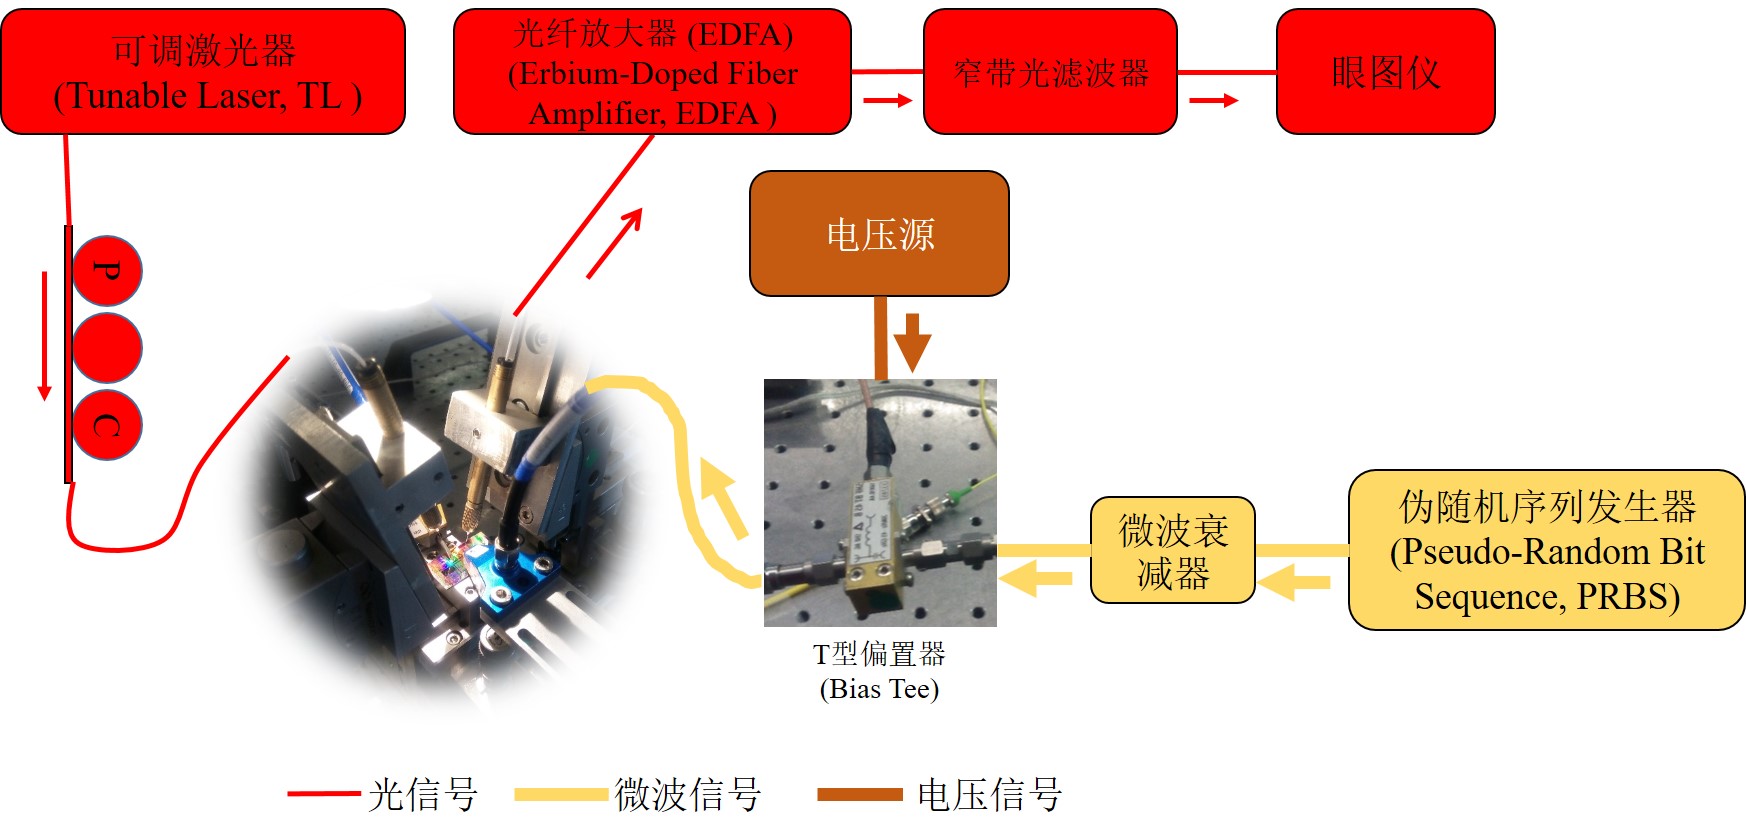 可调激光器
(Tunable Laser, TL )
光纤放大器 (EDFA)
(Erbium-Doped Fiber
Amplifier, EDFA )
窄带光滤波器
眼图仪
电压源
P
C
T型偏置器
(Bias Tee)
微波衰
减器
伪随机序列发生器
(Pseudo-Random Bit
Sequence, PRBS)
光信号
微波信号
电压信号